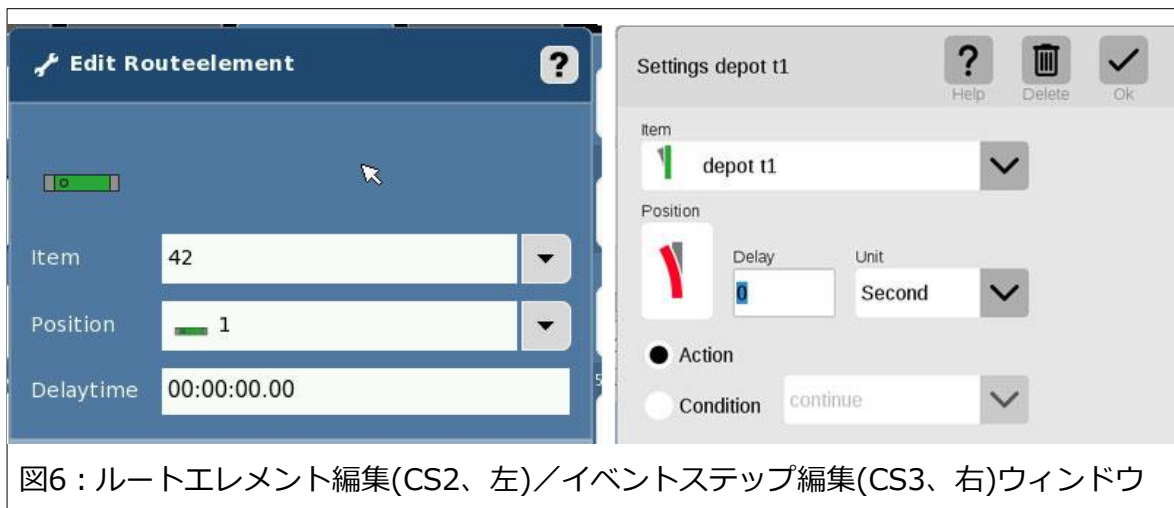 Edit Routeelement
?
Item
42
Position
1
Delaytime
00:00:00.00
5
Settings depot t1
?
Help
Delete
Ok
Item
depot t1
Position
Delay
Unit
0
Second
Action
Condition
continue
図6：ルートエレメント編集(CS2、左)／イベントステップ編集(CS3、右)ウィンドウ